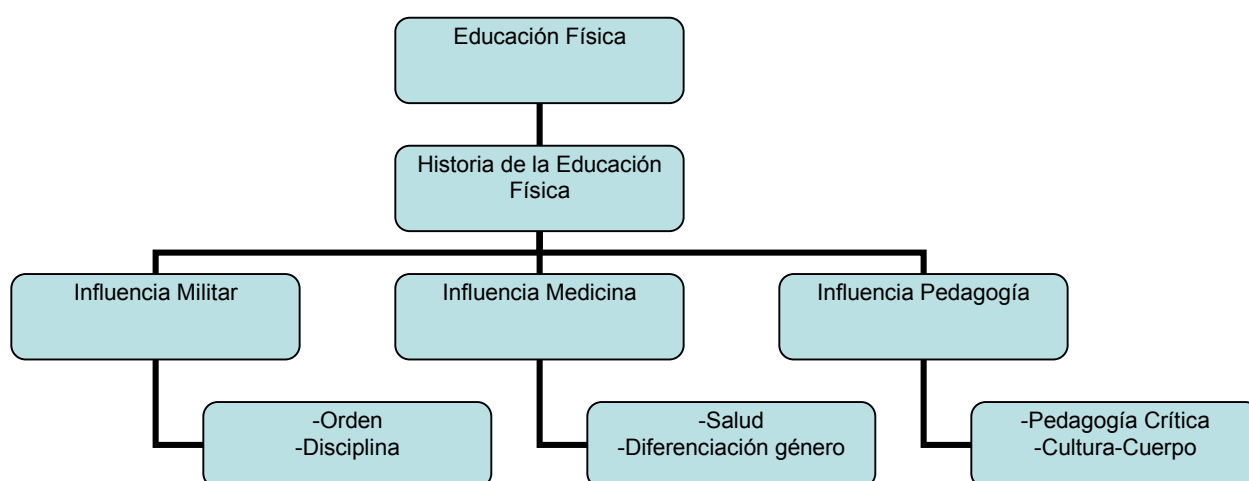 Educación Física
Historia de la Educación
Física
Influencia Militar
Influencia Medicina
Influencia Pedagogía
-Orden
-Disciplina
-Salud
-Diferenciación género
-Pedagogía Crítica
-Cultura-Cuerpo